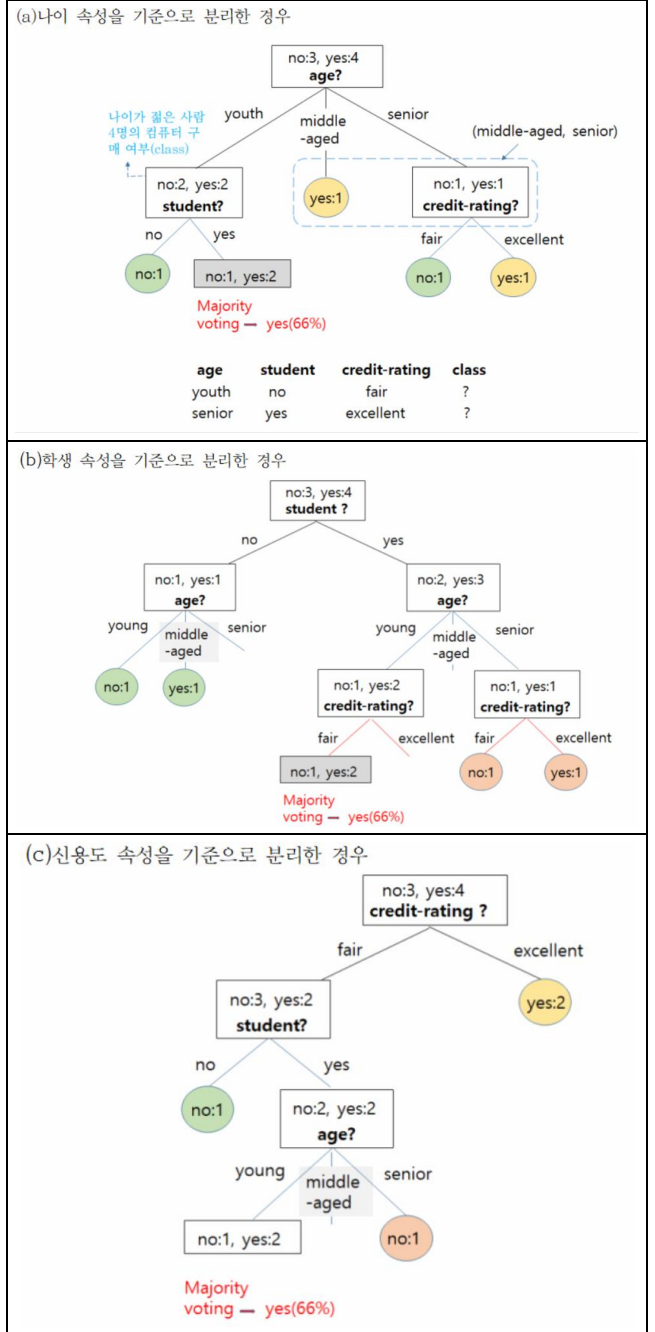 (a)나이 속성을 기준으로 분리한 경우
no:3, yes:4
age?
youth
middle
-aged
senior
나이가 젊은 사람
4명의 컴퓨터 구
매 여부(class)
(middle-aged, senior)
no:2, yes:2
student?
yes:1
no:1, yes:1
credit-rating?
no
yes
fair
excellent
no:1
no:1, yes:2
no:1
yes:1
Majority
voting ━ yes(66%)
age student credit-rating class
youth no fair ?
senior yes excellent ?
(b)학생 속성을 기준으로 분리한 경우
no:3, yes:4
student ?
no
yes
no:1, yes:1
age?
no:2, yes:3
age?
young
middle
-aged
senior
young
middle
-aged
senior
no:1
yes:1
no:1, yes:2
credit-rating?
no:1, yes:1
credit-rating?
fair
excellent
fair
excellent
no:1, yes:2
no:1
yes:1
Majority
voting ━ yes(66%)
(c)신용도 속성을 기준으로 분리한 경우
no:3, yes:4
credit-rating ?
fair
excellent
no:3, yes:2
student?
yes:2
no
yes
no:1
no:2, yes:2
age?
young
middle
-aged
senior
no:1, yes:2
no:1
Majority
voting ━ yes(66%)